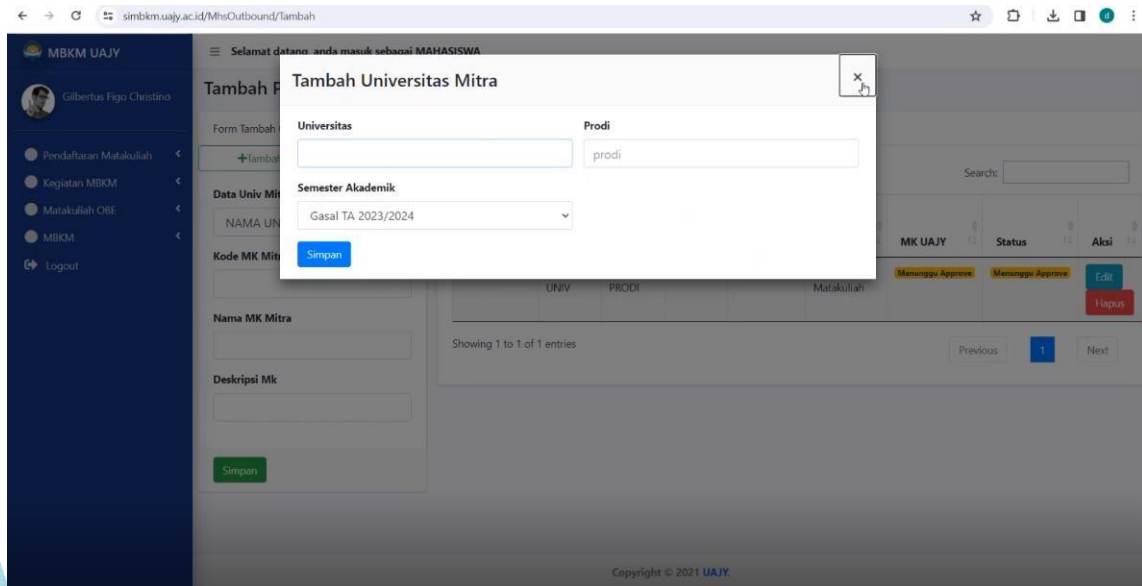 simbkm.uajy.ac.id/MhsOutbound/Tambah
d
MBKM UAJY
Selamat datang, anda masuk sebagai MAHASISWA
Gilbertus Figo Christino
Pendaftaran Matakuliah
Kegiatan MBKM
Matakuliah OBE
MBKM
Logout
Tambah P
Tambah Universitas Mitra
×
Universitas
Prodi
prodi
Semester Akademik
Gasal TA 2023/2024
Simpan
Form Tambah
+Tambah
Data Univ Mit
NAMA UN
Kode MK Mit
Nama MK Mitra
Deskripsi Mk
Simpan
Search:
MK UAJY
Status
Aksi
UNIV
PRODI
Matakuliah
Menunggu Approve
Menunggu Approve
Edit
Hapus
Showing 1 to 1 of 1 entries
Previous
1
Next
Copyright © 2021 UAJY.